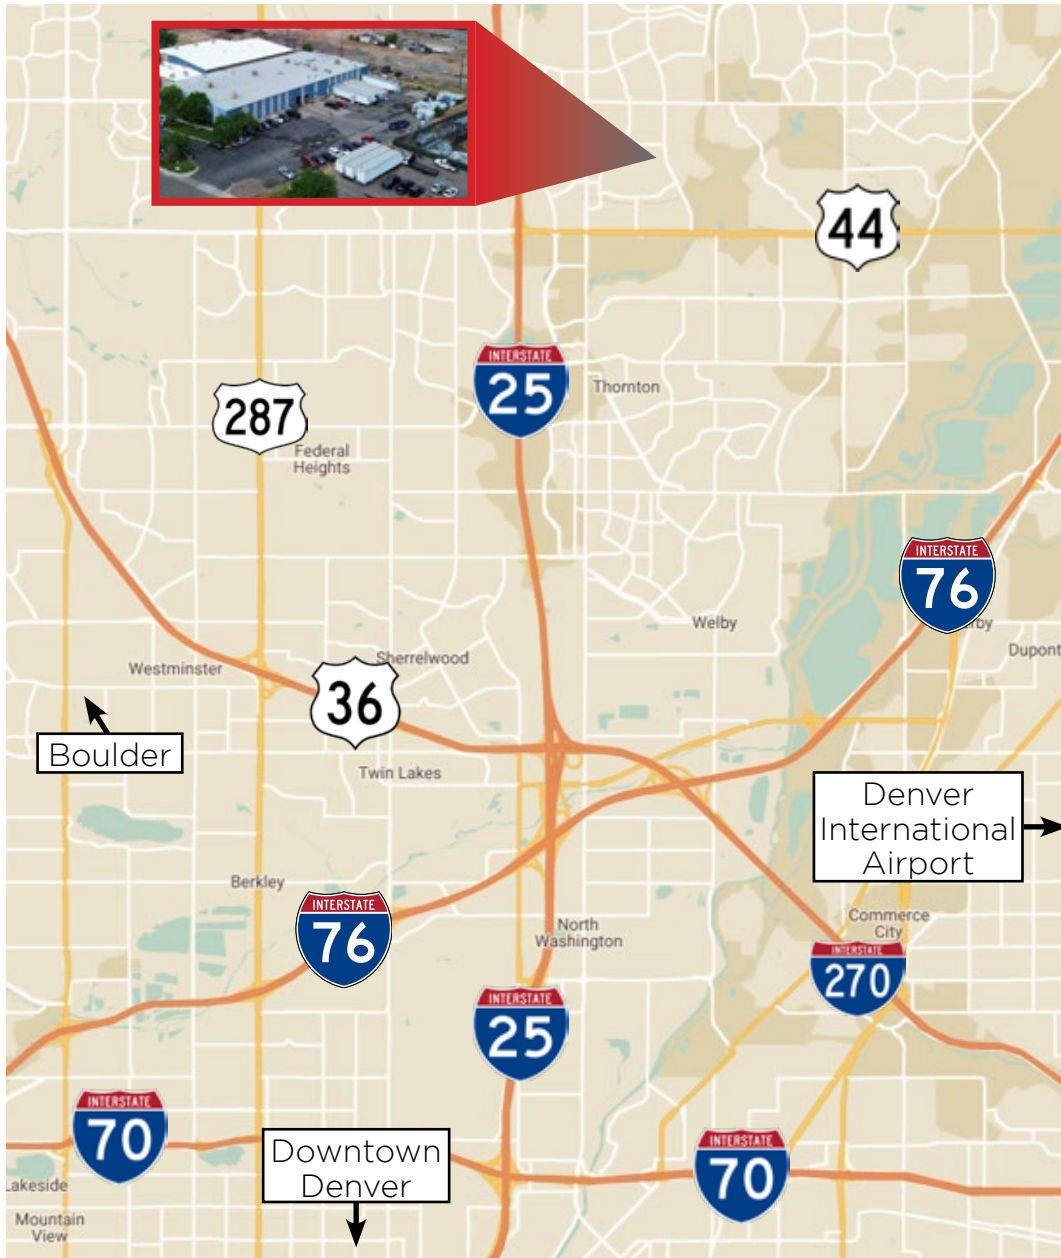 44
INTERSTATE
25
Thornton
287
Federal
Heights
INTERSTATE
76
Welby
Dupont
Sherrelwood
Westminster
36
Boulder
Twin Lakes
Denver
International
Airport
Berkley
INTERSTATE
76
North
Washington
Commerce
City
INTERSTATE
270
INTERSTATE
25
INTERSTATE
70
Downtown
Denver
INTERSTATE
70
Lakeside
Mountain
View